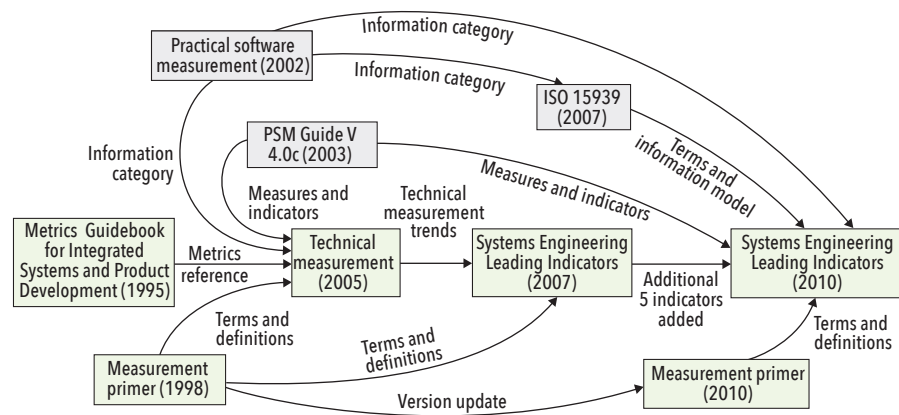 Information category
Practical software
measurement (2002)
Information category
ISO 15939
(2007)
PSM Guide V
4.0c (2003)
Information
category
Terms and
information model
Measures and indicators
Measures and
indicators
Technical
measurement
trends
Metrics Guidebook
for Integrated
Systems and Product
Development (1995)
Metrics
reference
Technical
measurement
(2005)
Systems Engineering
Leading Indicators
(2007)
Additional
5 indicators
added
Systems Engineering
Leading Indicators
(2010)
Terms and
definitions
Terms and
definitions
Terms and
definitions
Measurement
primer (1998)
Version update
Measurement primer
(2010)